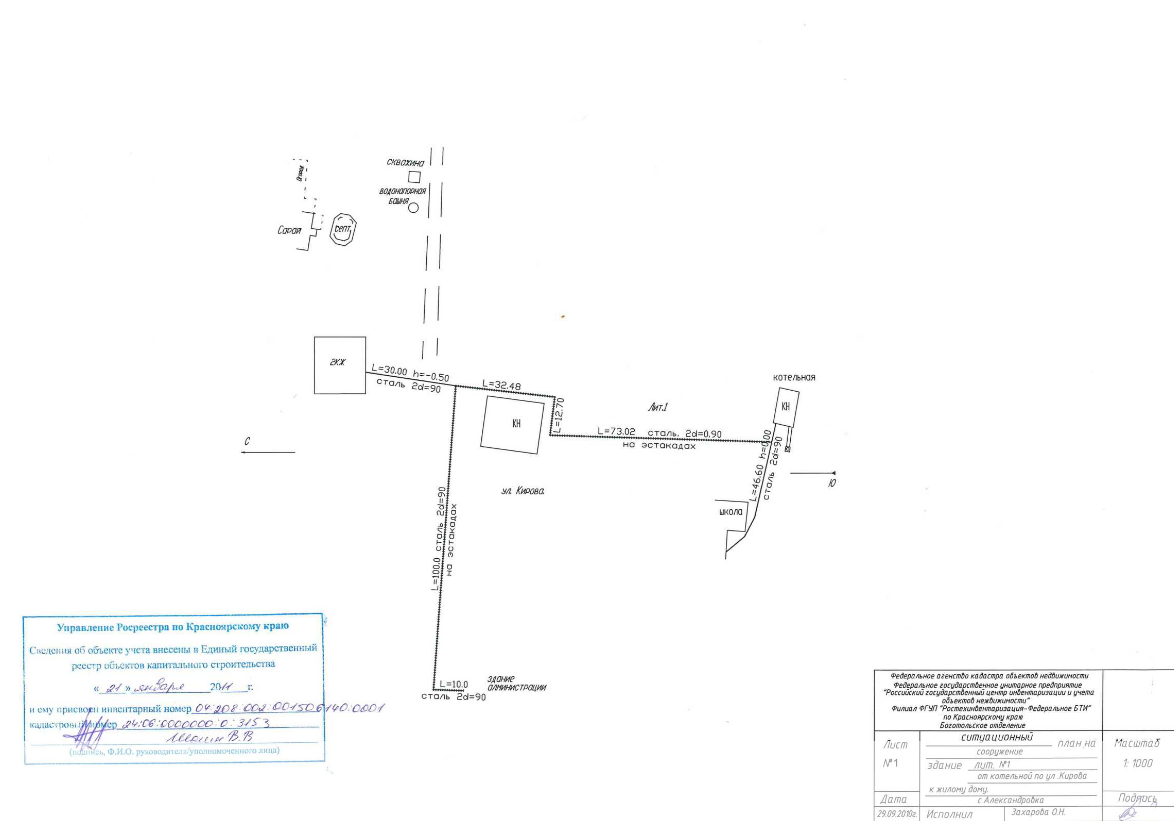 скважина
водонапорная
башня
Огород
Сарай
септ.
гкж
L=30.00 h=-0.50
сталь 2d=90
L=32.48
L=12.70
КН
Лит.1
котельная
КН
L=73.02 сталь. 2d=0.90
на эстакадах
L=46.60 h=0.00
сталь 2d=90
С
Ю
ул. Кирова.
школа
L=100.0 сталь 2d=90
на эстакадах
L=10.0
сталь 2d=90
здание
администрации
Управление Росреестра по Красноярскому краю
Сведения об объекте учета внесены в Единый государственный
реестр объектов капитального строительства
« 21 » января 2011 г.
и ему присвоен инвентарный номер 04:208:002:001506140:0001
кадастровый номер 24:06:0000000:0:3153
В.В
(подпись, Ф.И.О. руководителя/уполномоченного лица)
Федеральное агенство кадастра объектов недвижимости
Федеральное государственное унитарное предприятие
"Российский государственный центр инвентаризации и учета
объектов недвижимости"
Филиал ФГУП "Ростехинвентаризация-Федеральное БТИ"
по Красноярскому краю
Боготольское отделение
Лист
№1
ситуационный план на
сооружение
здание лит. №1
от котельной по ул .Кирова
к жилому дому.
с Александровка
Масштаб
1: 1000
Дата
Подпись
29.09.2010г.
Исполнил
Захарова О.Н.